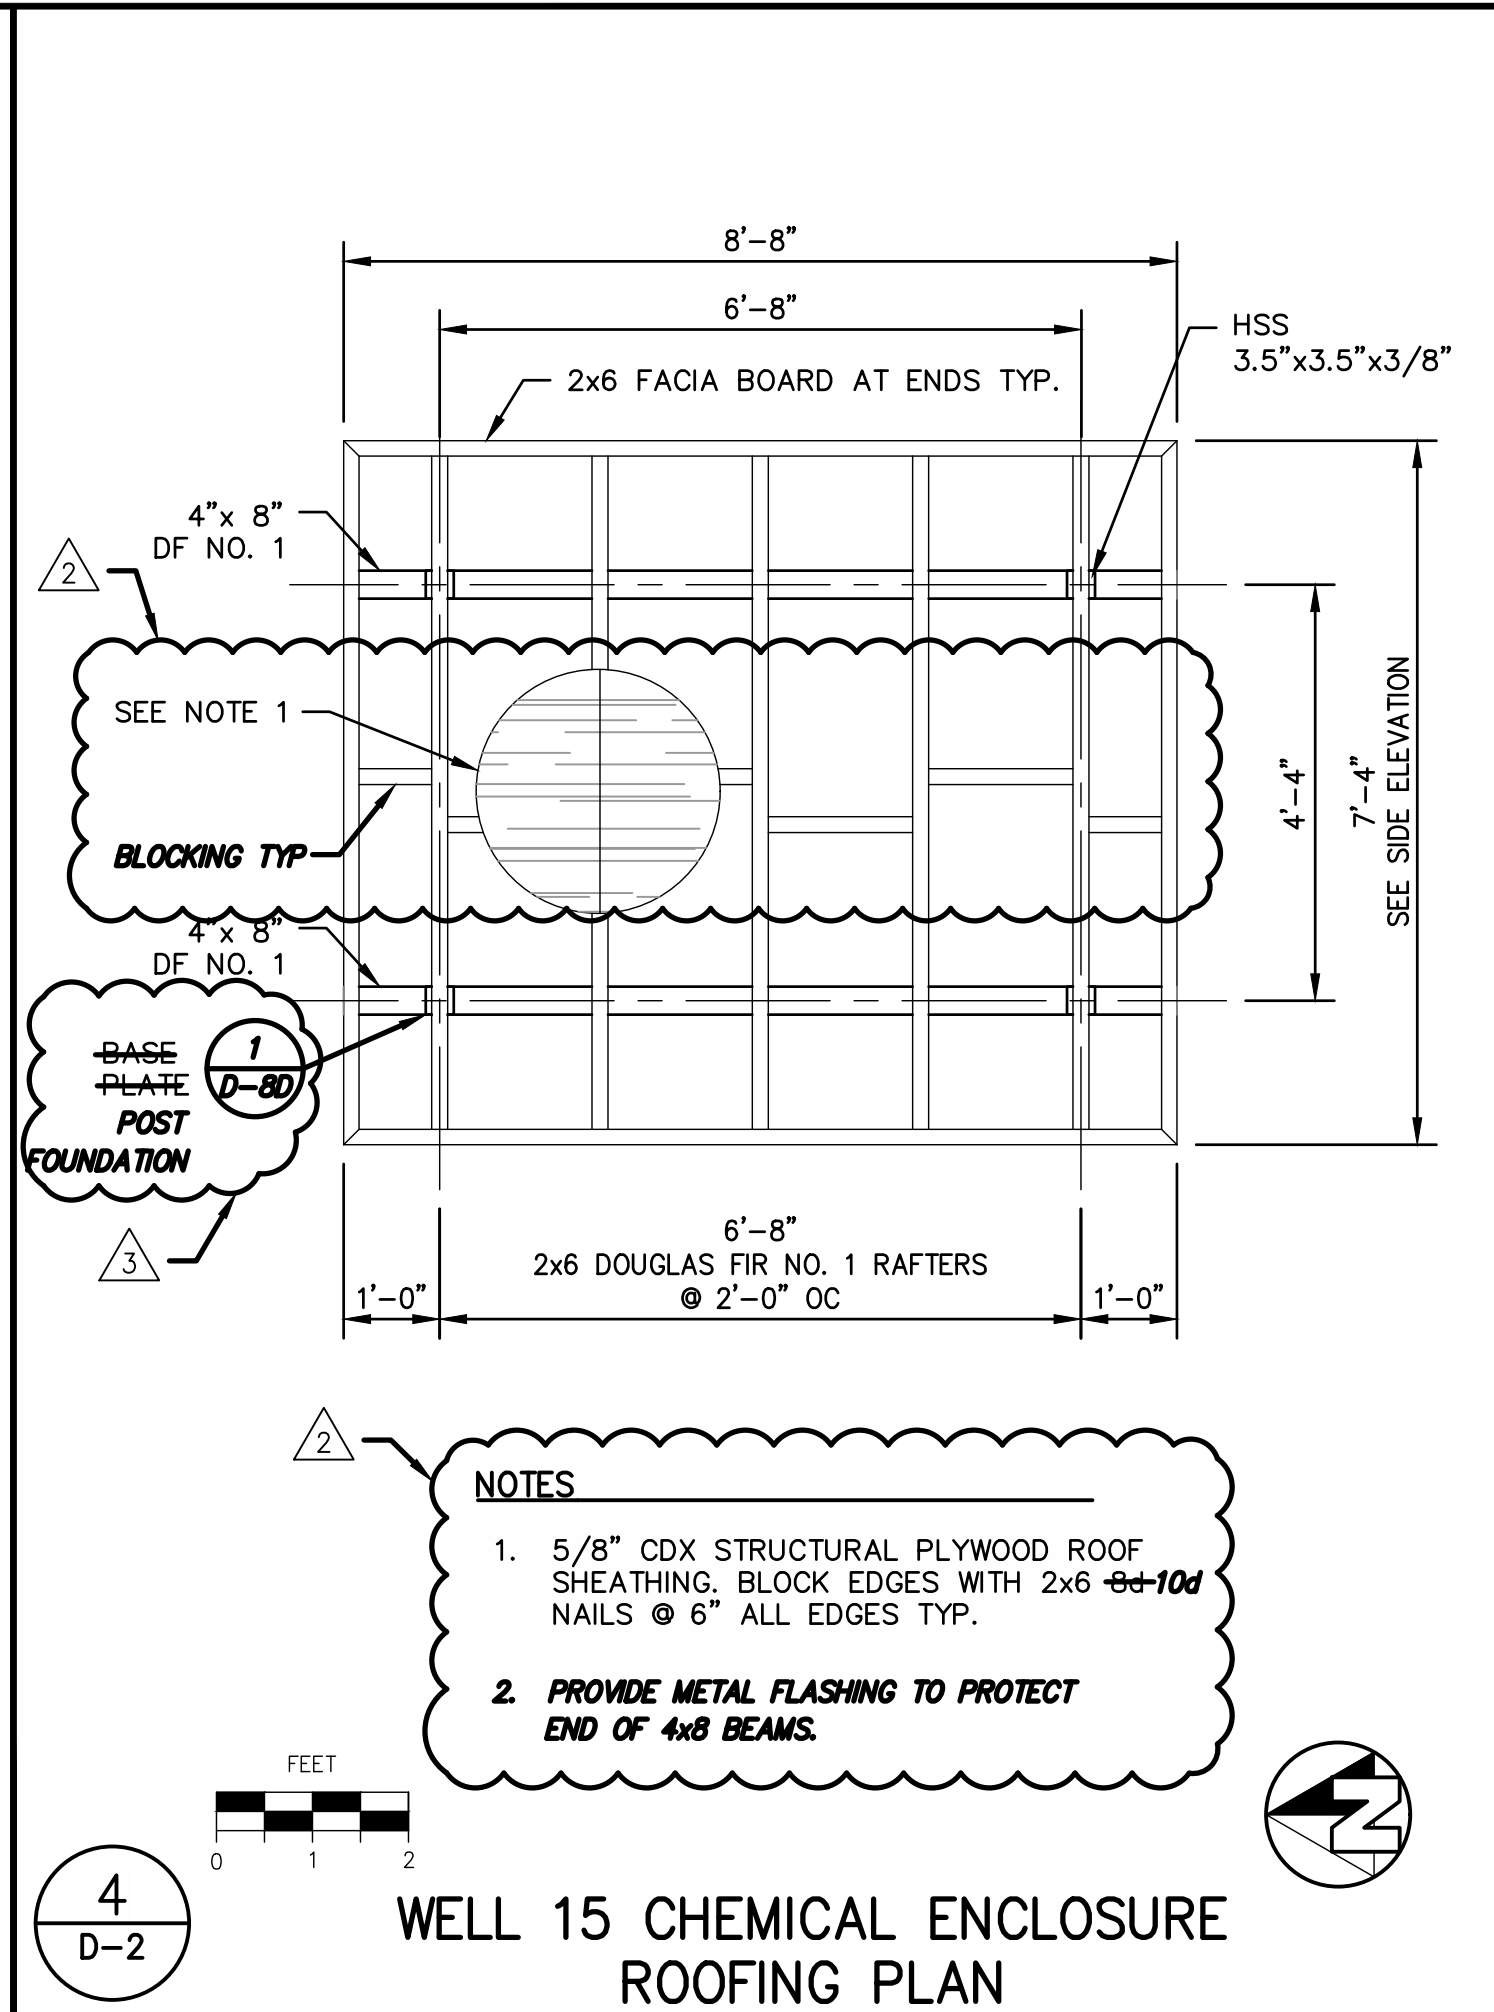 8'-8"
6'-8"
HSS
3.5"x3.5"x3/8"
2x6 FACIA BOARD AT ENDS TYP.
4"x 8"
DF NO. 1
2
SEE NOTE 1
BLOCKING TYP
4'-4"
7'-4"
SEE SIDE ELEVATION
4"x 8"
DF NO. 1
BASE
PLATE
POST
FOUNDATION
1
D-8D
3
6'-8"
2x6 DOUGLAS FIR NO. 1 RAFTERS
@ 2'-0" OC
1'-0"
1'-0"
2
NOTES
1. 5/8" CDX STRUCTURAL PLYWOOD ROOF
SHEATHING. BLOCK EDGES WITH 2x6 8d 10d
NAILS @ 6" ALL EDGES TYP.
2. PROVIDE METAL FLASHING TO PROTECT
END OF 4x8 BEAMS.
FEET
0 1 2
N
4
D-2
WELL 15 CHEMICAL ENCLOSURE
ROOFING PLAN